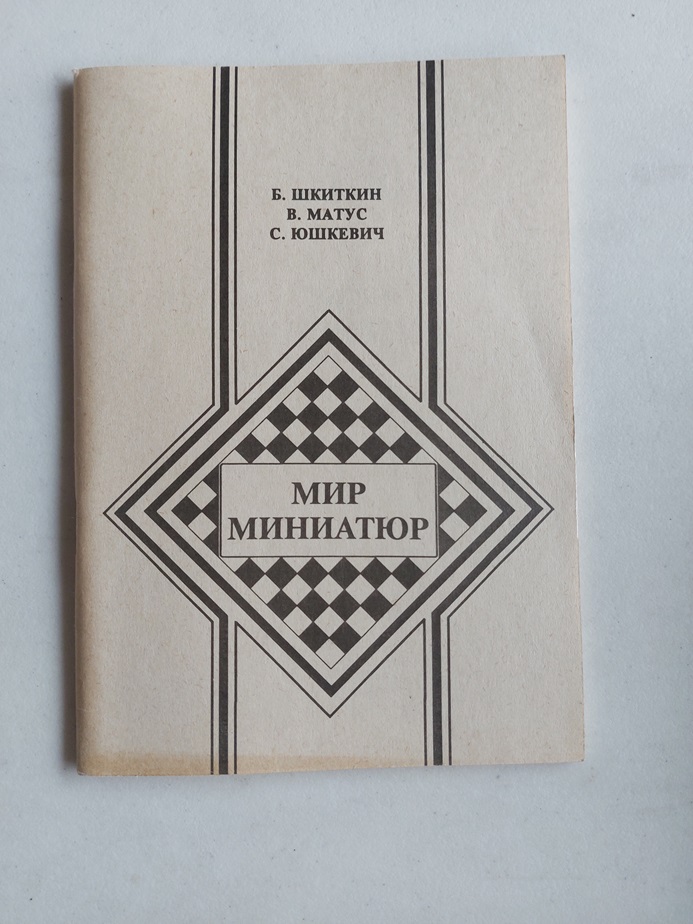 Б. ШКИТКИН
В. МАТУС
С. ЮШКЕВИЧ
МИР
МИНИАТЮР